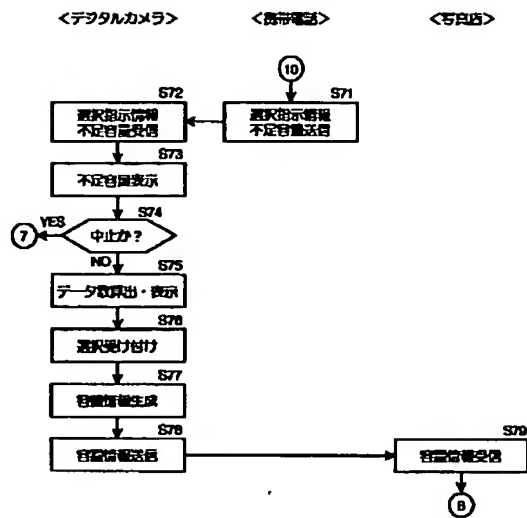 <デジタルカメラ>
<携帯電話>
<写真店>
10
S71
選択指示情報
不足容量送信
S72
選択指示情報
不足容量受信
S73
不足容量表示
S74
中止か?
YES
7
NO
S75
データ数算出・表示
S76
選択受け付け
S77
容量情報生成
S78
容量情報送信
S79
容量情報受信
8